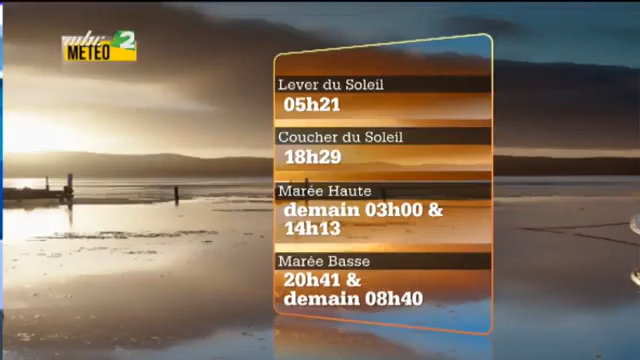 mbc 2
METEO
Lever du Soleil
05h21
Coucher du Soleil
18h29
Marée Haute
demain 03h00 &
14h13
Marée Basse
20h41 &
demain 08h40